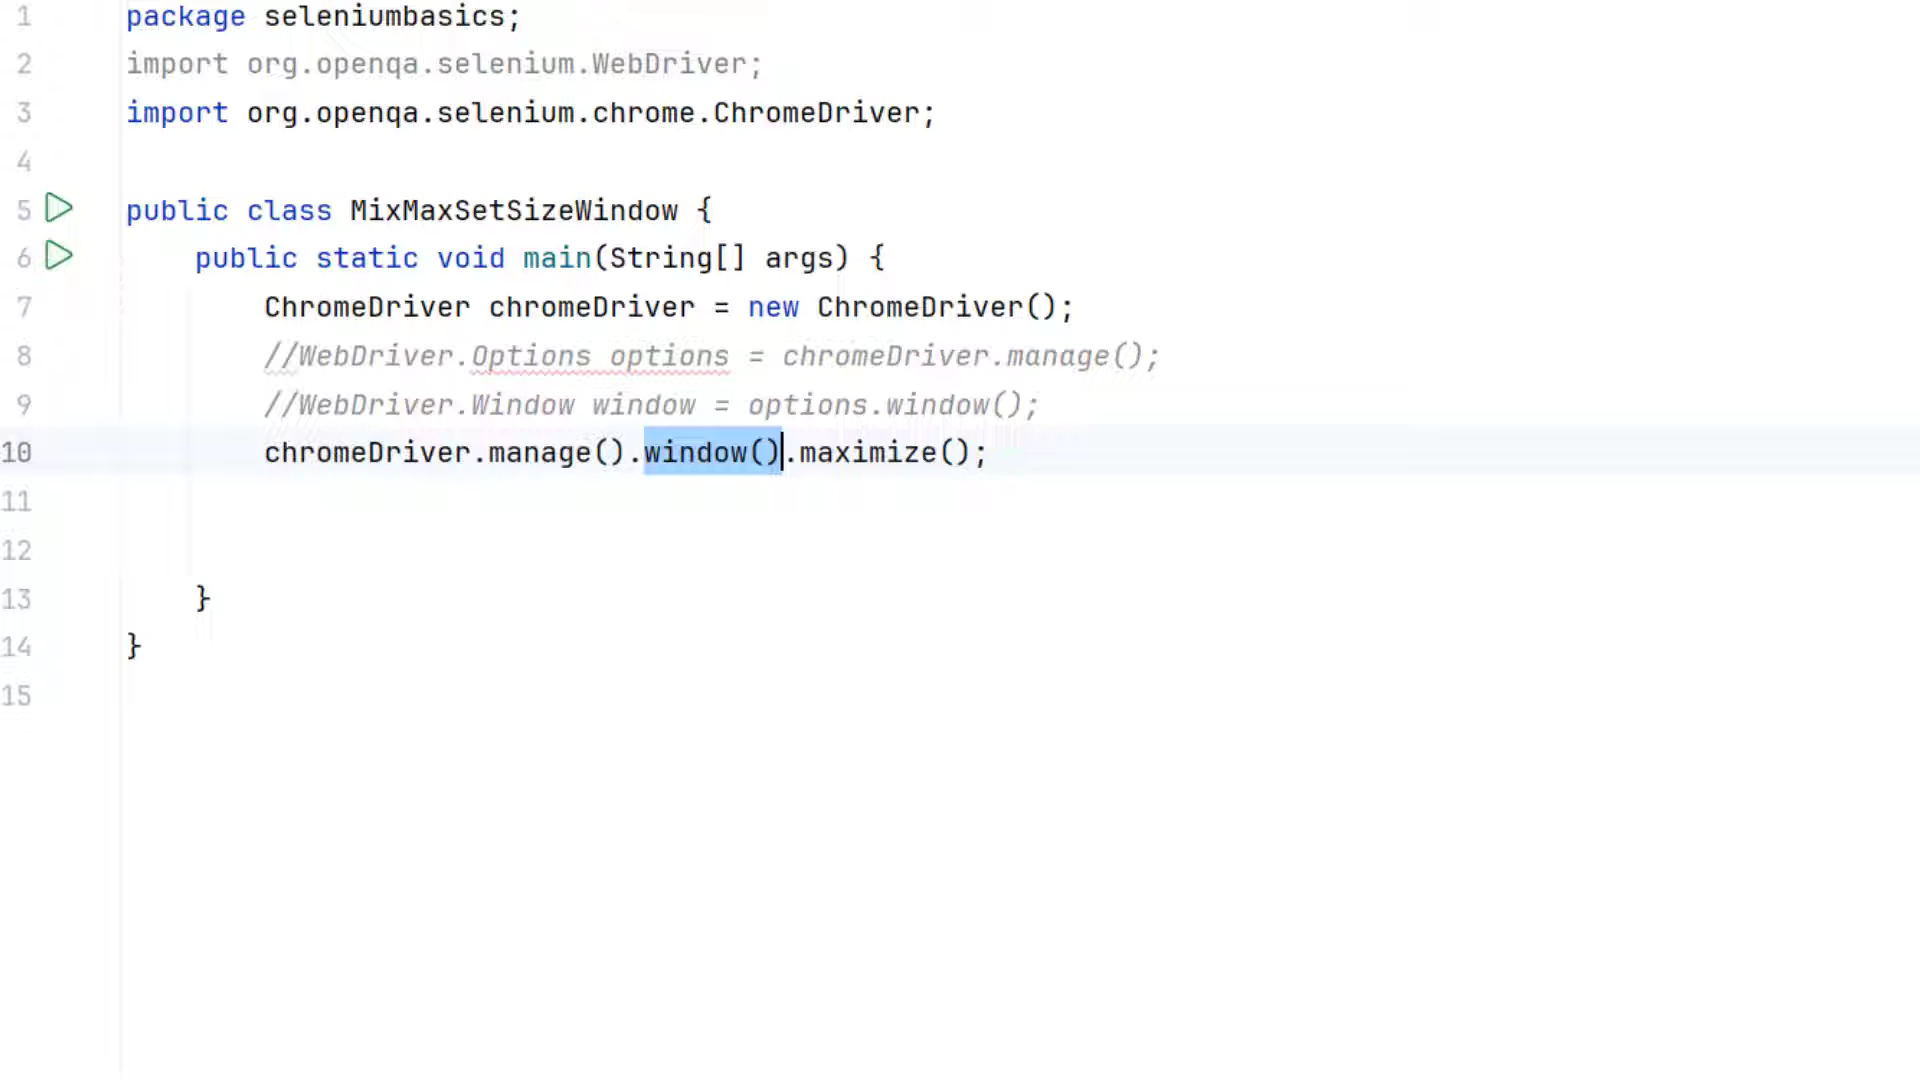 1 package seleniumbasics;
2 import org.openqa.selenium.WebDriver;
3 import org.openqa.selenium.chrome.ChromeDriver;
4
5 public class MixMaxSetSizeWindow {
6 public static void main(String[] args) {
7 ChromeDriver chromeDriver = new ChromeDriver();
8 //WebDriver.Options options = chromeDriver.manage();
9 //WebDriver.Window window = options.window();
10 chromeDriver.manage().window().maximize();
11
12
13 }
14 }
15